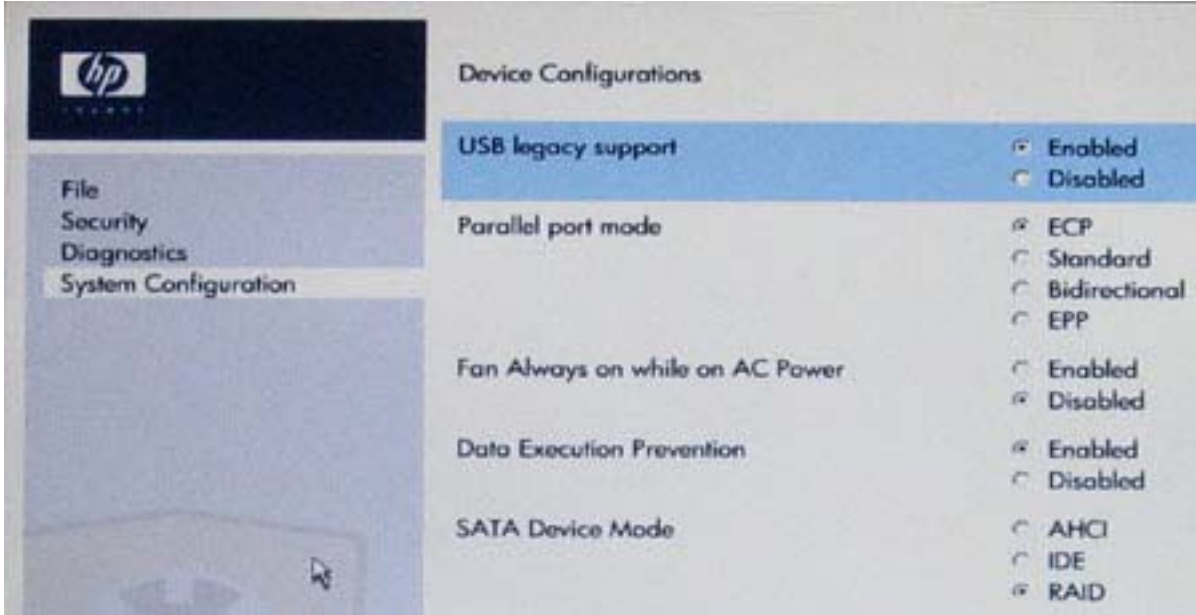 hp
invent
Device Configurations
File
Security
Diagnostics
System Configuration
USB legacy support
Enabled
Disabled
Parallel port mode
ECP
Standard
Bidirectional
EPP
Fan Always on while on AC Power
Enabled
Disabled
Data Execution Prevention
Enabled
Disabled
SATA Device Mode
AHCI
IDE
RAID